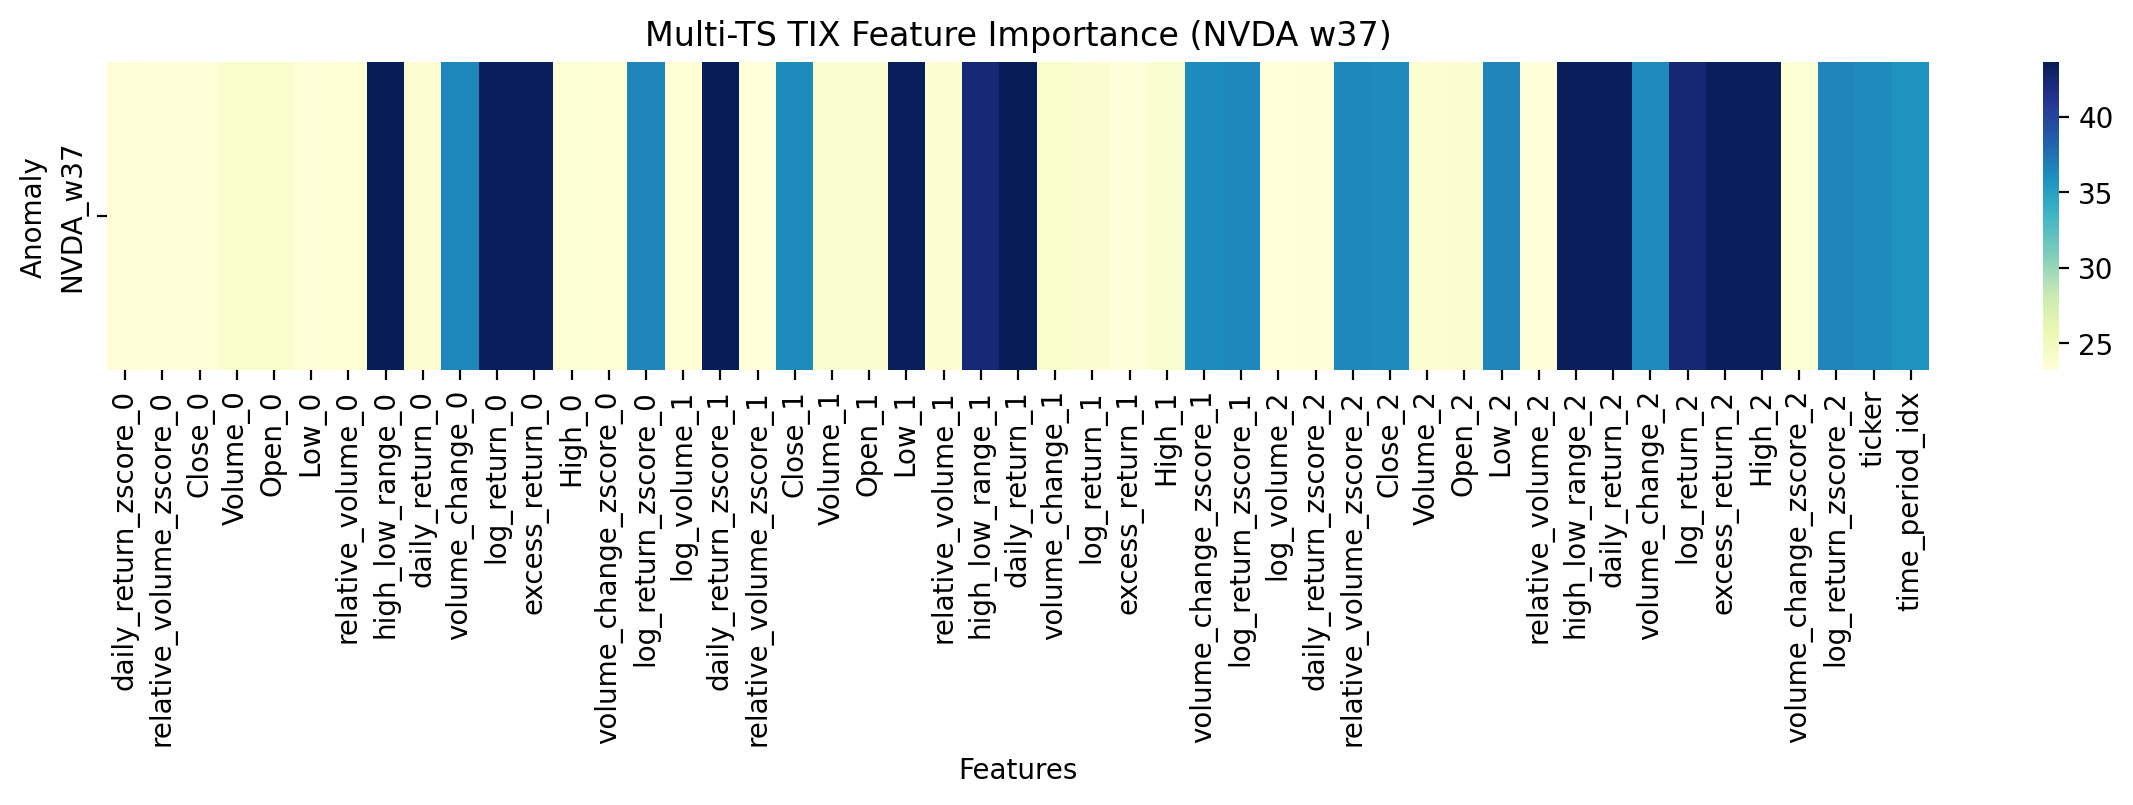 Multi-TS TIX Feature Importance (NVDA w37)
Anomaly
NVDA_w37
40
35
30
25
daily_return_zscore_0
relative_volume_zscore_0
Close_0
Volume_0
Open_0
Low_0
relative_volume_0
high_low_range_0
daily_return_0
volume_change_0
log_return_0
excess_return_0
High_0
volume_change_zscore_0
log_return_zscore_0
log_volume_1
daily_return_zscore_1
relative_volume_zscore_1
Close_1
Volume_1
Open_1
Low_1
relative_volume_1
high_low_range_1
daily_return_1
volume_change_1
log_return_1
excess_return_1
High_1
volume_change_zscore_1
log_return_zscore_1
log_volume_2
daily_return_zscore_2
relative_volume_zscore_2
Close_2
Volume_2
Open_2
Low_2
relative_volume_2
high_low_range_2
daily_return_2
volume_change_2
log_return_2
excess_return_2
High_2
volume_change_zscore_2
log_return_zscore_2
ticker
time_period_idx
Features